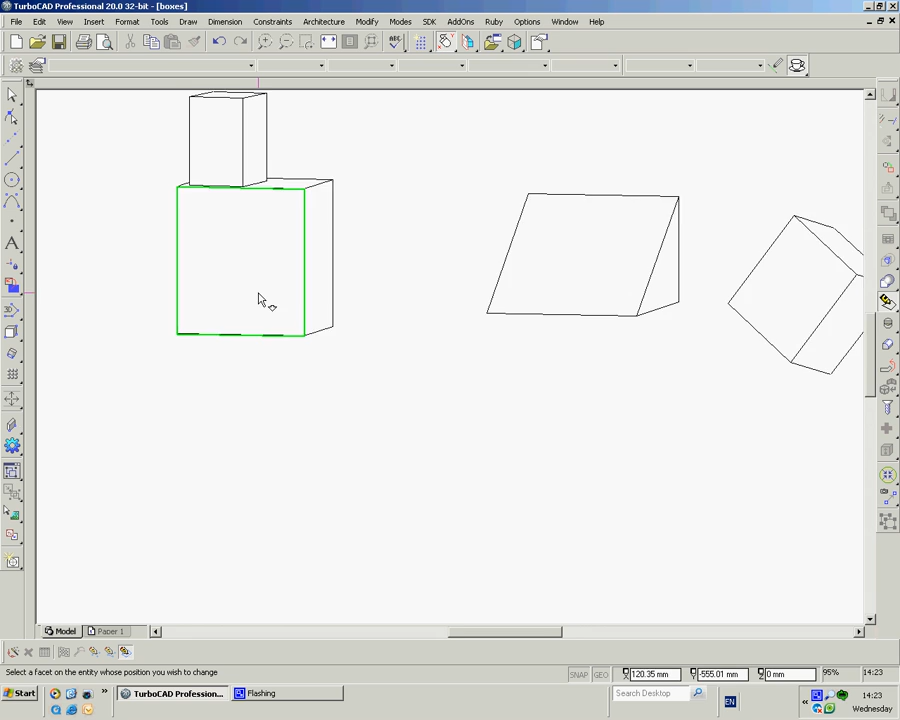 TurboCAD Professional 20.0 32-bit - [boxes]
File Edit View Insert Format Tools Draw Dimension Constraints Architecture Modify Modes SDK AddOns Ruby Options Window Help
ABC
A
3D
Model Paper 1
Select a facet on the entity whose position you wish to change
SNAP GEO X 120.35 mm Y -555.01 mm Z 0 mm 95% 14:23
Start TurboCAD Profession... Flashing Search Desktop EN 14:23
Wednesday